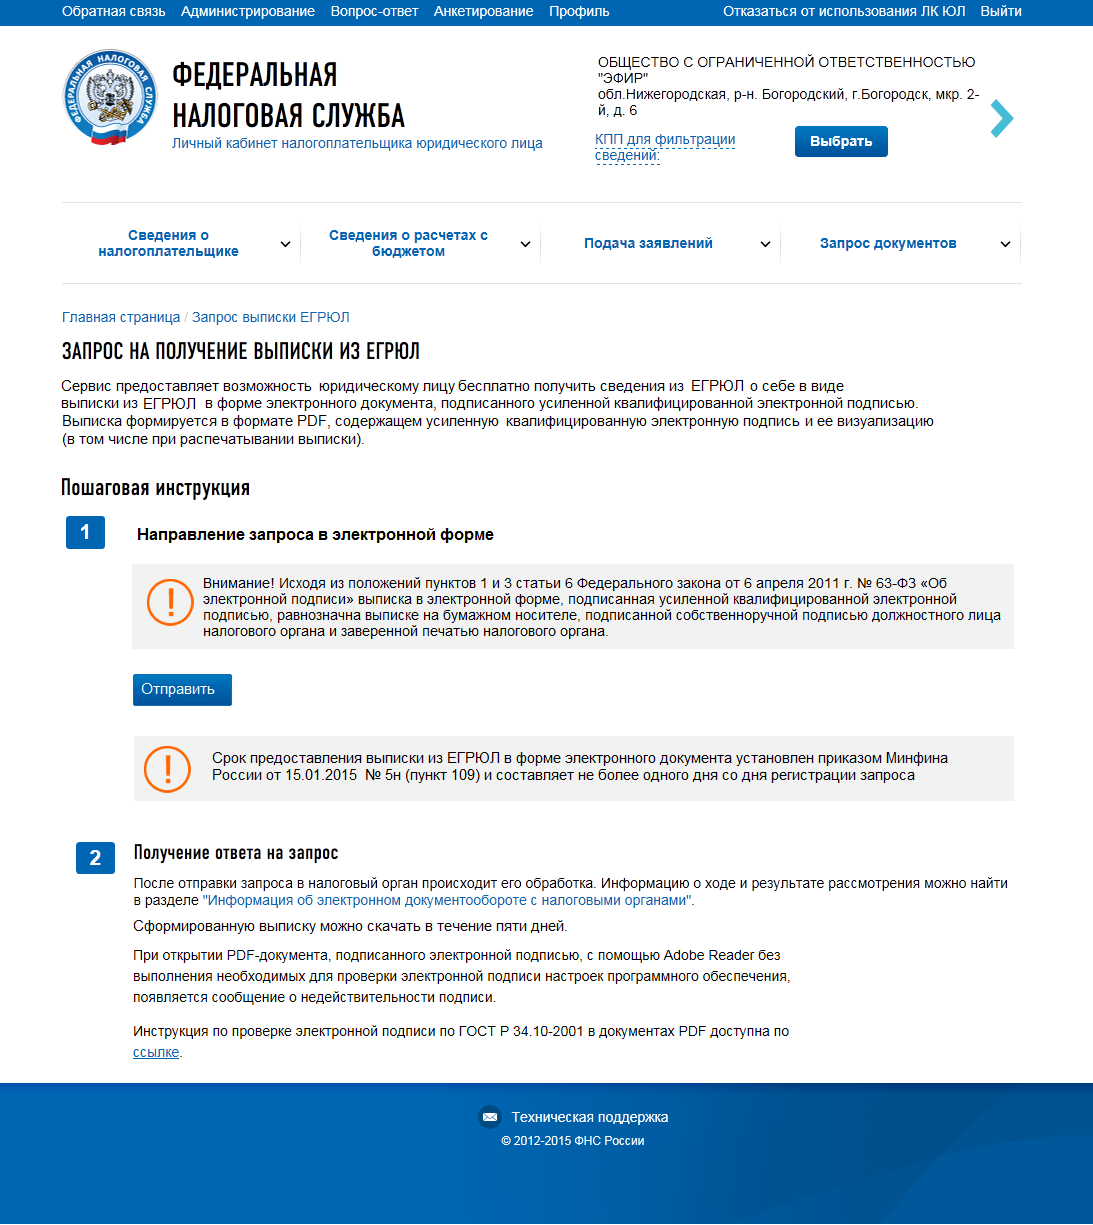 Обратная связь Администрирование Вопрос-ответ Анкетирование Профиль Отказаться от использования ЛК ЮЛ Выйти
ФЕДЕРАЛЬНАЯ НАЛОГОВАЯ СЛУЖБА
ФЕДЕРАЛЬНАЯ
НАЛОГОВАЯ СЛУЖБА
Личный кабинет налогоплательщика юридического лица
ОБЩЕСТВО С ОГРАНИЧЕННОЙ ОТВЕТСТВЕННОСТЬЮ
"ЭФИР"
обл.Нижегородская, р-н. Богородский, г.Богородск, мкр. 2-
й, д. 6
КПП для фильтрации
сведений:
Выбрать
Сведения о
налогоплательщике
Сведения о расчетах с
бюджетом
Подача заявлений
Запрос документов
Главная страница / Запрос выписки ЕГРЮЛ
ЗАПРОС НА ПОЛУЧЕНИЕ ВЫПИСКИ ИЗ ЕГРЮЛ
Сервис предоставляет возможность юридическому лицу бесплатно получить сведения из ЕГРЮЛ о себе в виде
выписки из ЕГРЮЛ в форме электронного документа, подписанного усиленной квалифицированной электронной подписью.
Выписка формируется в формате PDF, содержащем усиленную квалифицированную электронную подпись и ее визуализацию
(в том числе при распечатывании выписки).
Пошаговая инструкция
1
Направление запроса в электронной форме
Внимание! Исходя из положений пунктов 1 и 3 статьи 6 Федерального закона от 6 апреля 2011 г. № 63-ФЗ «Об
электронной подписи» выписка в электронной форме, подписанная усиленной квалифицированной электронной
подписью, равнозначна выписке на бумажном носителе, подписанной собственноручной подписью должностного лица
налогового органа и заверенной печатью налогового органа.
Отправить
Срок предоставления выписки из ЕГРЮЛ в форме электронного документа установлен приказом Минфина
России от 15.01.2015 № 5н (пункт 109) и составляет не более одного дня со дня регистрации запроса
2
Получение ответа на запрос
После отправки запроса в налоговый орган происходит его обработка. Информацию о ходе и результате рассмотрения можно найти
в разделе "Информация об электронном документообороте с налоговыми органами".
Сформированную выписку можно скачать в течение пяти дней.
При открытии PDF-документа, подписанного электронной подписью, с помощью Adobe Reader без
выполнения необходимых для проверки электронной подписи настроек программного обеспечения,
появляется сообщение о недействительности подписи.
Инструкция по проверке электронной подписи по ГОСТ Р 34.10-2001 в документах PDF доступна по
ссылке.
Техническая поддержка
© 2012-2015 ФНС России